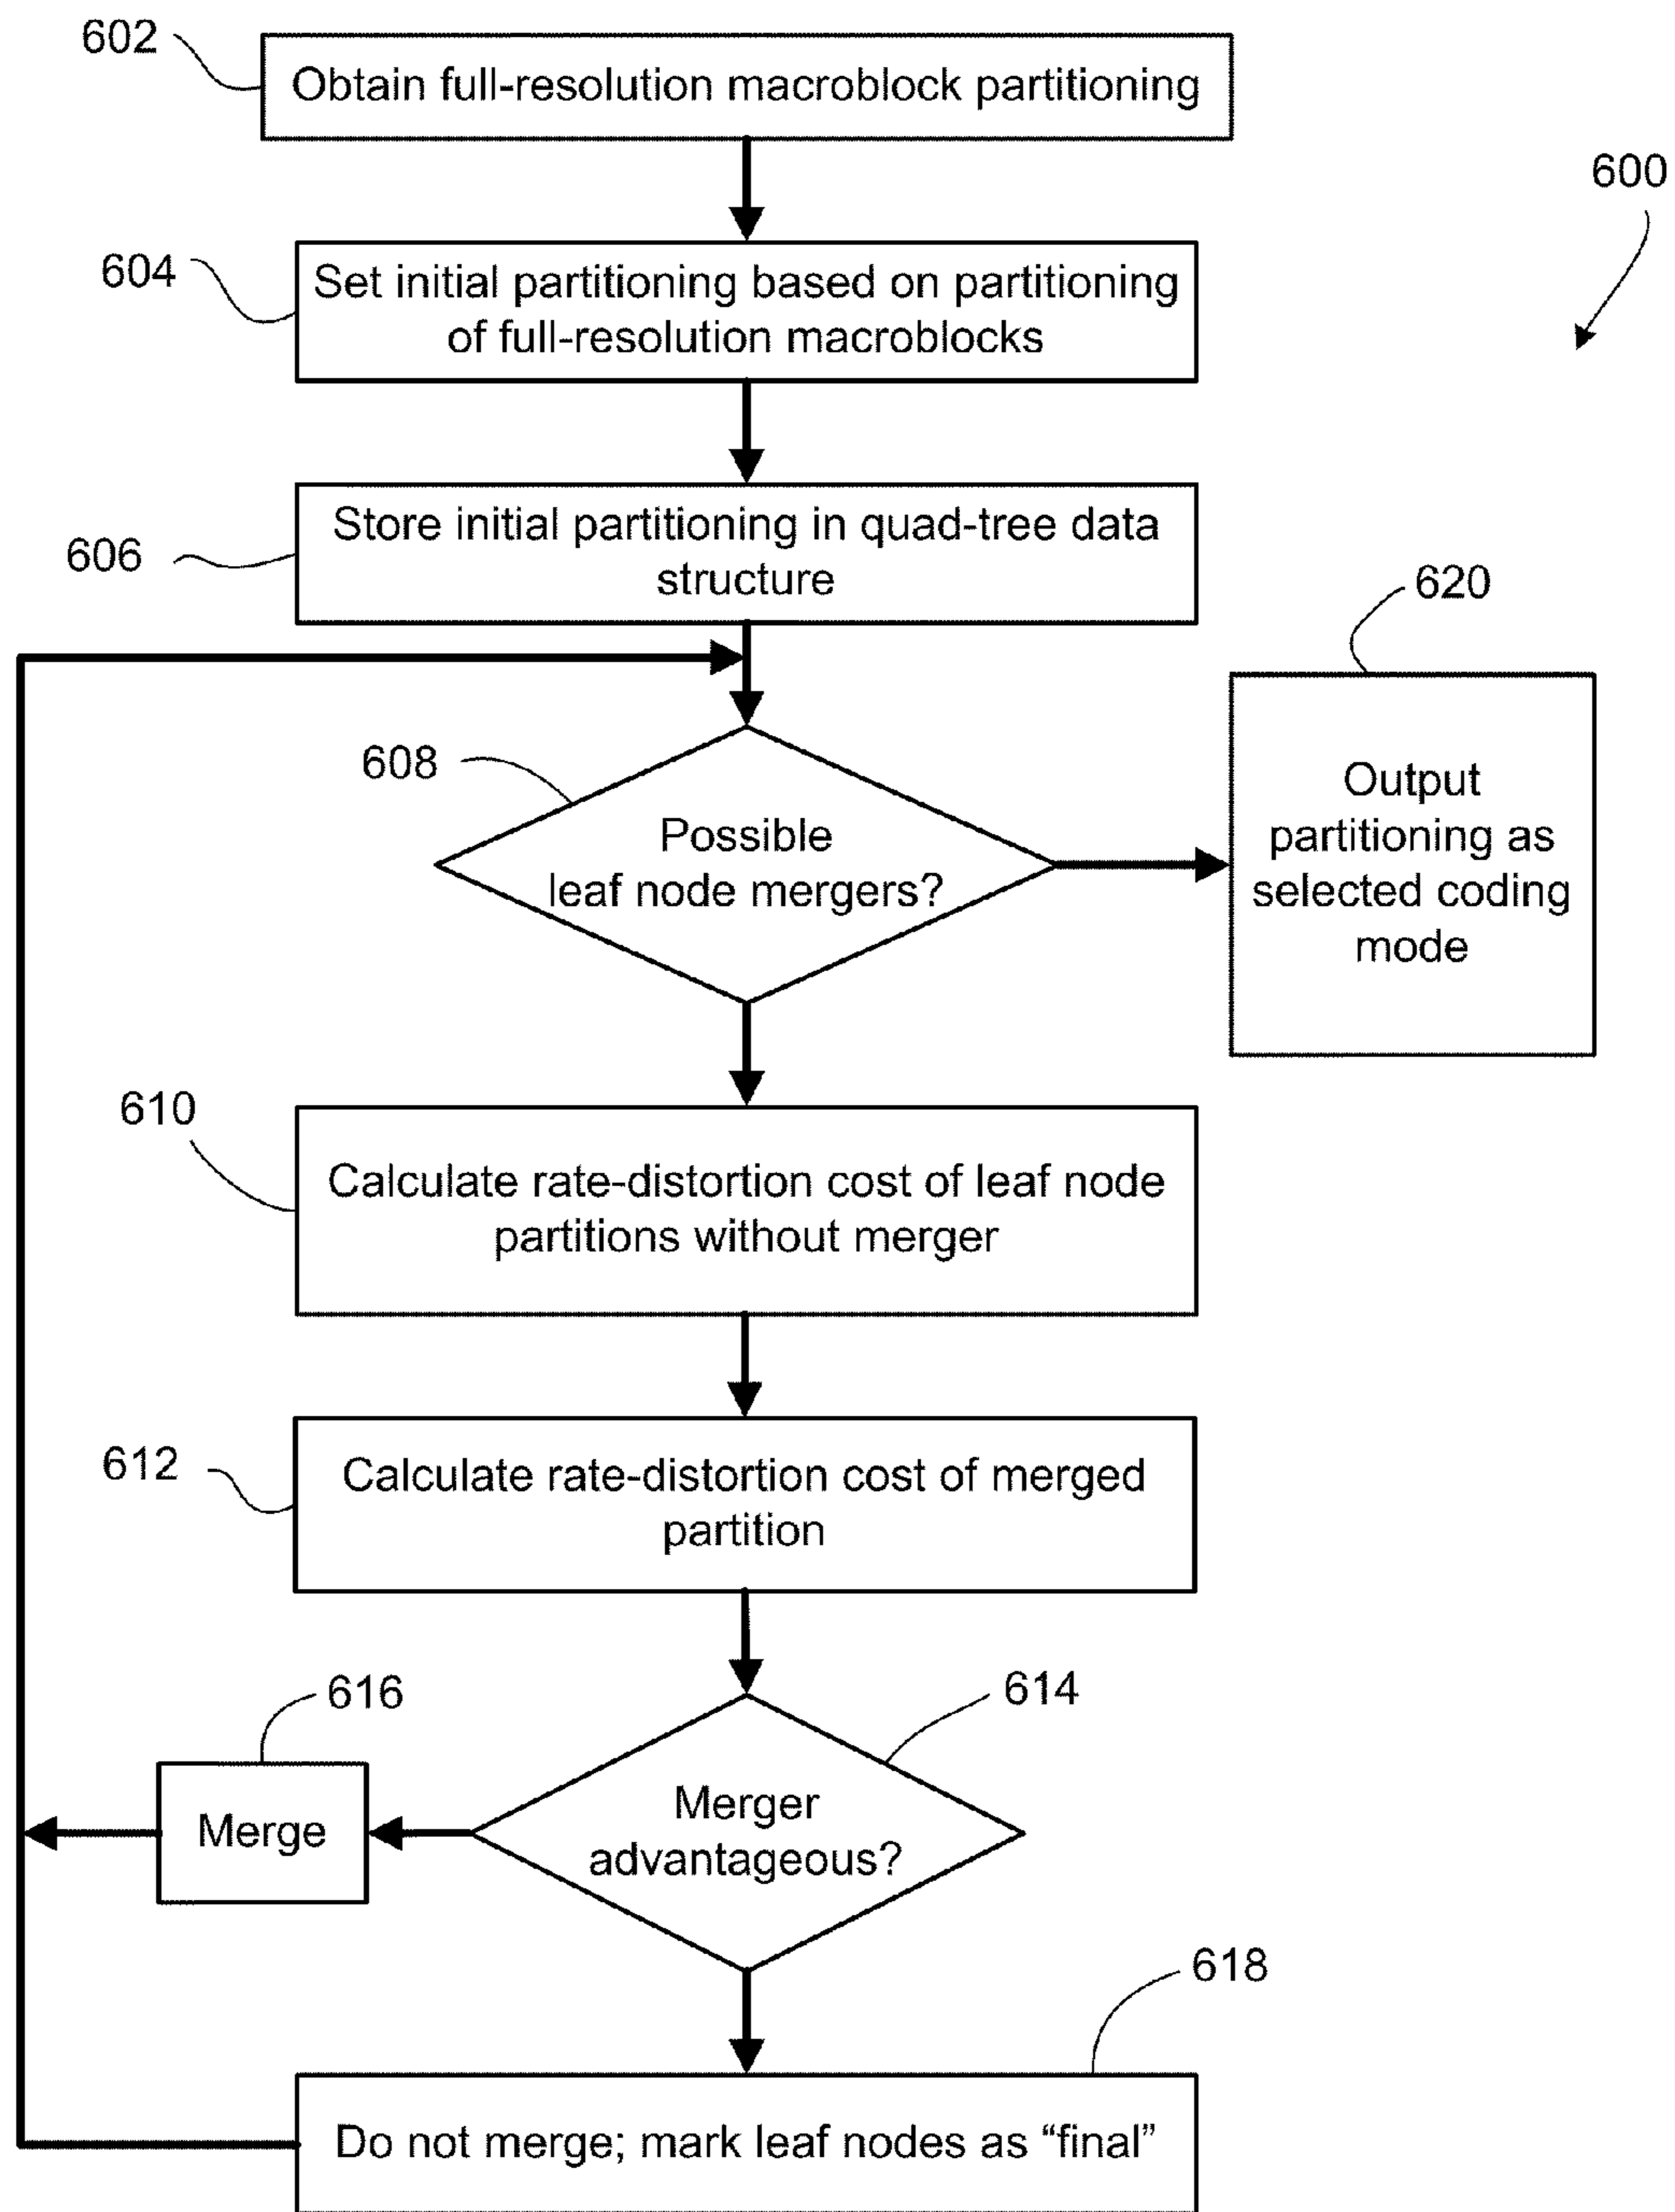 602
Obtain full-resolution macroblock partitioning
600
604
Set initial partitioning based on partitioning
of full-resolution macroblocks
606
Store initial partitioning in quad-tree data
structure
620
608
Possible
leaf node mergers?
Output
partitioning as
selected coding
mode
610
Calculate rate-distortion cost of leaf node
partitions without merger
612
Calculate rate-distortion cost of merged
partition
616
614
Merge
Merger
advantageous?
618
Do not merge; mark leaf nodes as “final”